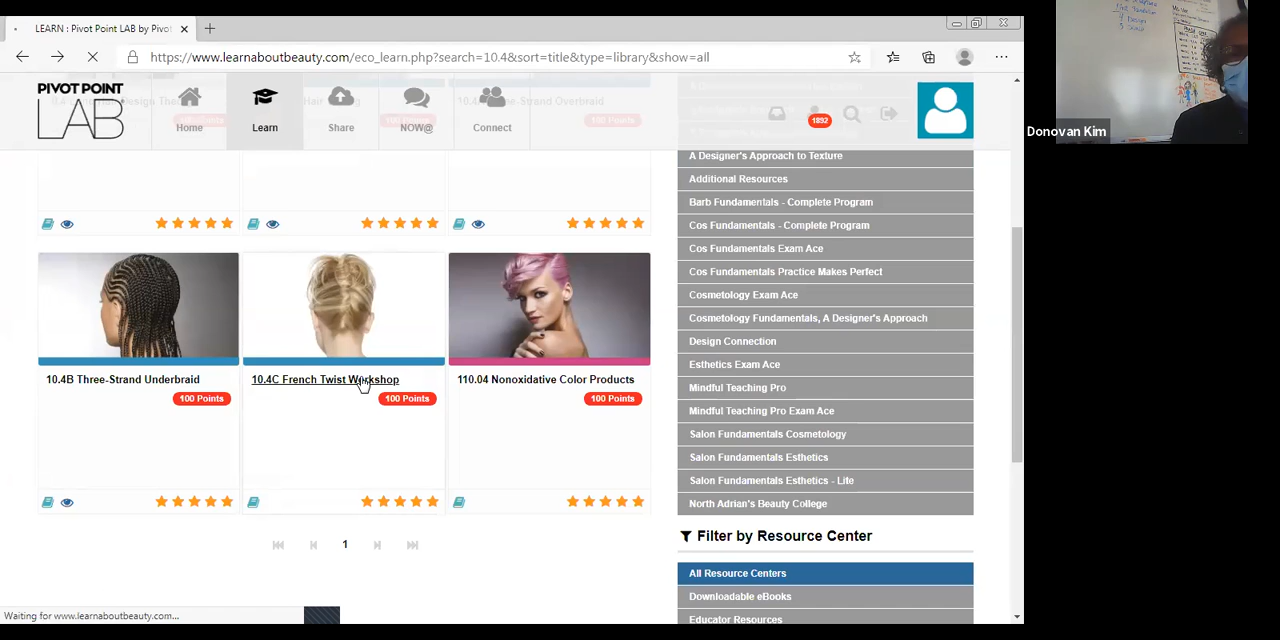 LEARN : Pivot Point LAB by Pivot
https://www.learnaboutbeauty.com/eco_learn.php?search=10.4&sort=title&type=library&show=all
PIVOT POINT
LAB
Home
Learn
Share
NOW@
Connect
1892
10.4B Three-Strand Underbraid
100 Points
10.4C French Twist Workshop
100 Points
110.04 Nonoxidative Color Products
100 Points
1
A Designer's Approach to Texture
Additional Resources
Barb Fundamentals - Complete Program
Cos Fundamentals - Complete Program
Cos Fundamentals Exam Ace
Cos Fundamentals Practice Makes Perfect
Cosmetology Exam Ace
Cosmetology Fundamentals, A Designer's Approach
Design Connection
Esthetics Exam Ace
Mindful Teaching Pro
Mindful Teaching Pro Exam Ace
Salon Fundamentals Cosmetology
Salon Fundamentals Esthetics
Salon Fundamentals Esthetics - Lite
North Adrian's Beauty College
Filter by Resource Center
All Resource Centers
Downloadable eBooks
Educator Resources
Waiting for www.learnaboutbeauty.com...
Donovan Kim